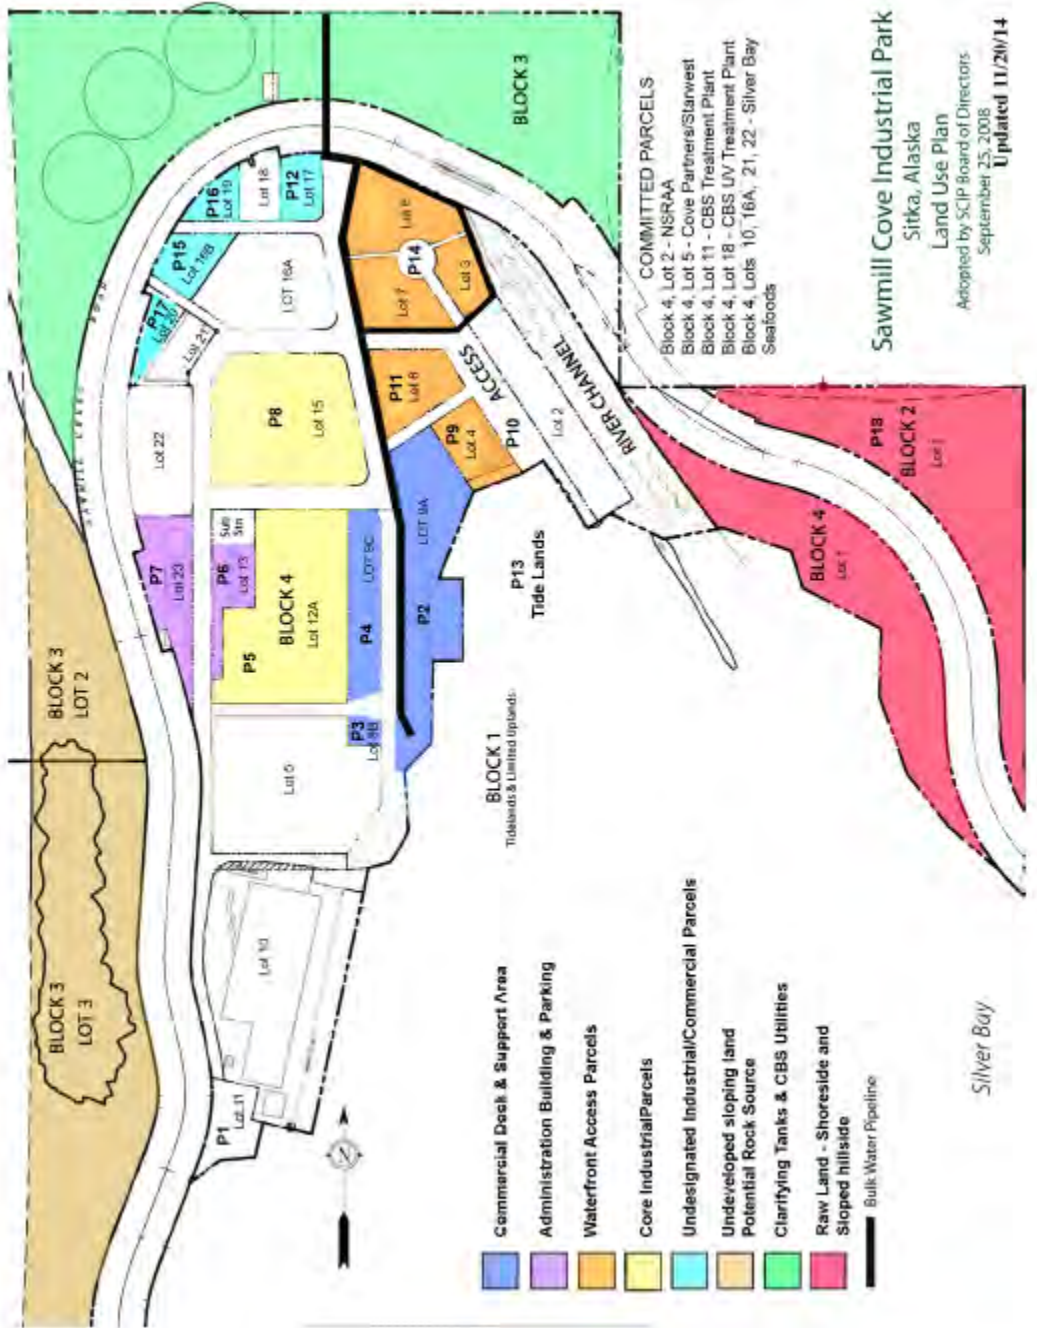 Sawmill Cove Industrial Park
Sitka, Alaska
Land Use Plan
Adopted by SCIP Board of Directors
September 25, 2008
Updated 11/20/14
COMMITTED PARCELS
Block 4, Lot 2 - NSRAA
Block 4, Lot 5 - Cove Partners/Starwest
Block 4, Lot 11 - CBS Treatment Plant
Block 4, Lot 18 - CBS UV Treatment Plant
Block 4, Lots 10, 16A, 21, 22 - Silver Bay
Seafoods
BLOCK 3
LOT 3
BLOCK 3
LOT 2
BLOCK 3
SAWMILL CREEK ROAD
P16
Lot 19
Lot 18
P12
Lot 17
P15
Lot 16B
P17
Lot 20
Lot 21
LOT 16A
Lot 22
P8
Lot 15
P14
Lot 7
Lot 3
P11
P9
Lot 4
P10
ACCESS
Lot 2
RIVER CHANNEL
P7
Lot 23
Sub
Stn
P6
Lot 13
P5
BLOCK 4
Lot 12A
P4
LOT 9C
LOT 9A
P2
P3
P13
Tide Lands
BLOCK 1
Tidelands & Limited Uplands
Lot 10
P1
Lot 11
P18
BLOCK 2
Lot 1
BLOCK 4
Lot 1
Silver Bay
Commercial Dock & Support Area
Administration Building & Parking
Waterfront Access Parcels
Core IndustrialParcels
Undesignated Industrial/Commercial Parcels
Undeveloped sloping land
Potential Rock Source
Clarifying Tanks & CBS Utilities
Raw Land - Shoreside and
Sloped hillside
Bulk Water Pipeline